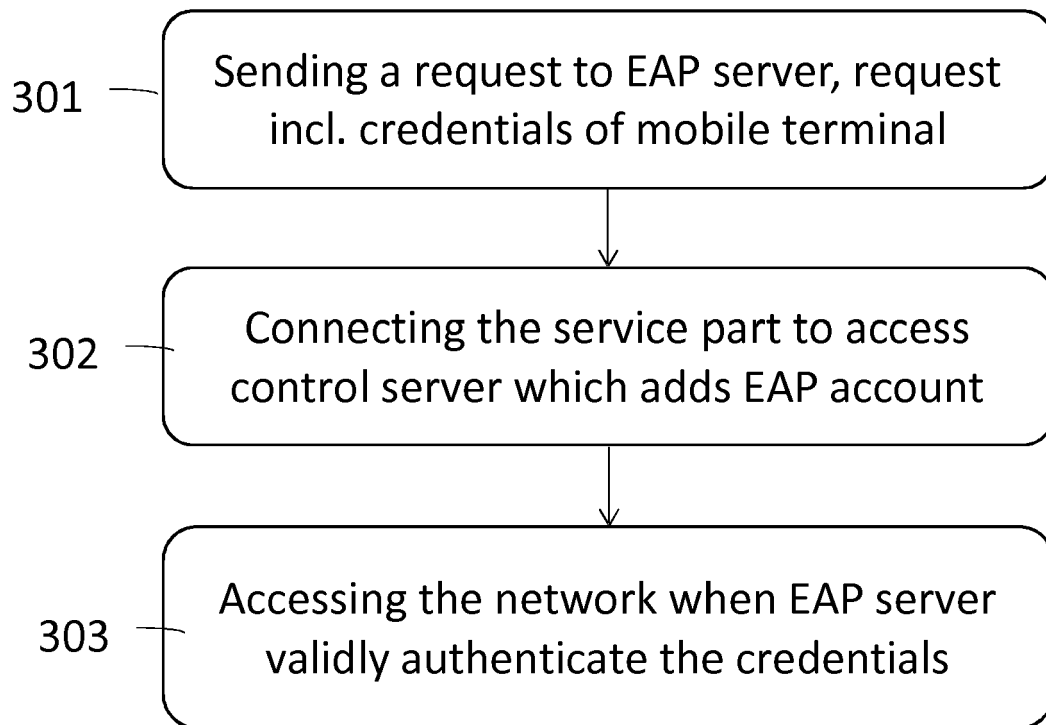 301
Sending a request to EAP server, request
incl. credentials of mobile terminal
302
Connecting the service part to access
control server which adds EAP account
303
Accessing the network when EAP server
validly authenticate the credentials